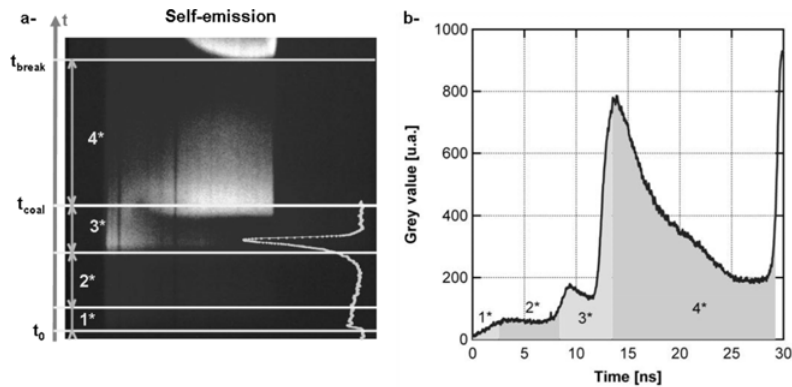 a-
t
Self-emission
t_break
4*
t_coal
3*
2*
1*
t_0
b-
Grey value [u.a.]
1000
800
600
400
200
0
1*
2*
3*
4*
0 5 10 15 20 25 30
Time [ns]